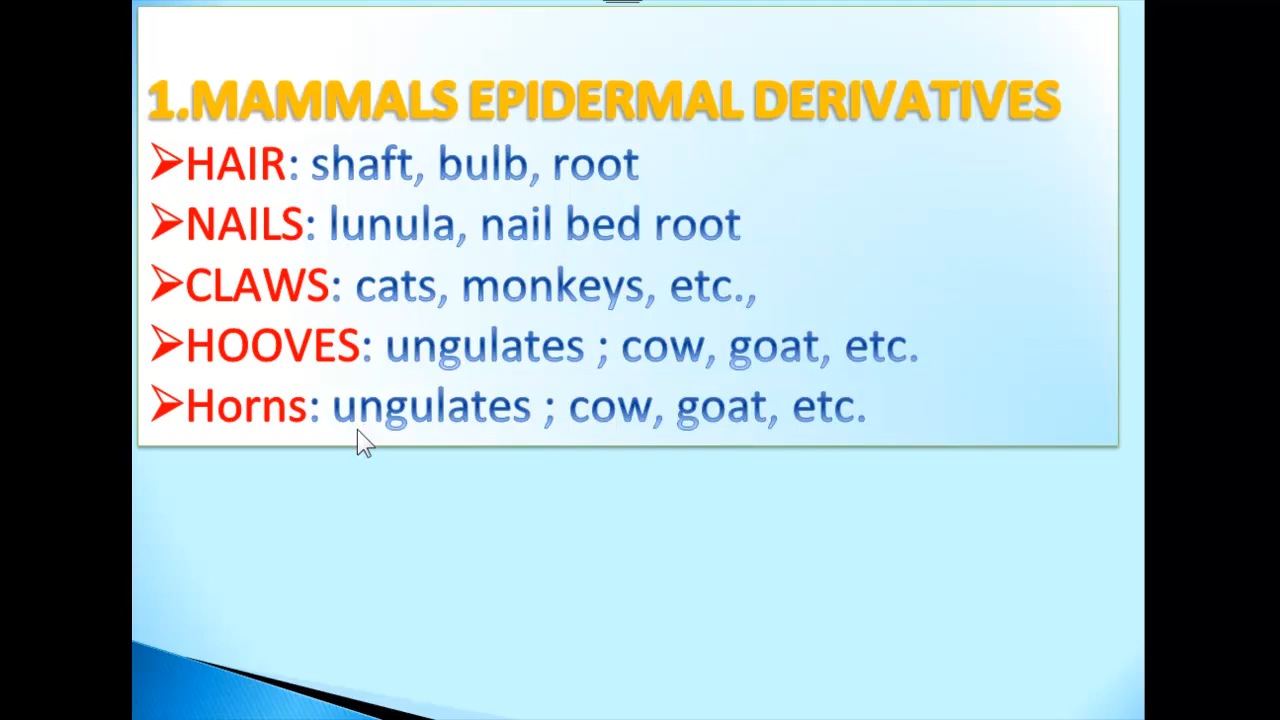 1.MAMMALS EPIDERMAL DERIVATIVES
➢HAIR: shaft, bulb, root
➢NAILS: lunula, nail bed root
➢CLAWS: cats, monkeys, etc.,
➢HOOVES: ungulates ; cow, goat, etc.
➢Horns: ungulates ; cow, goat, etc.